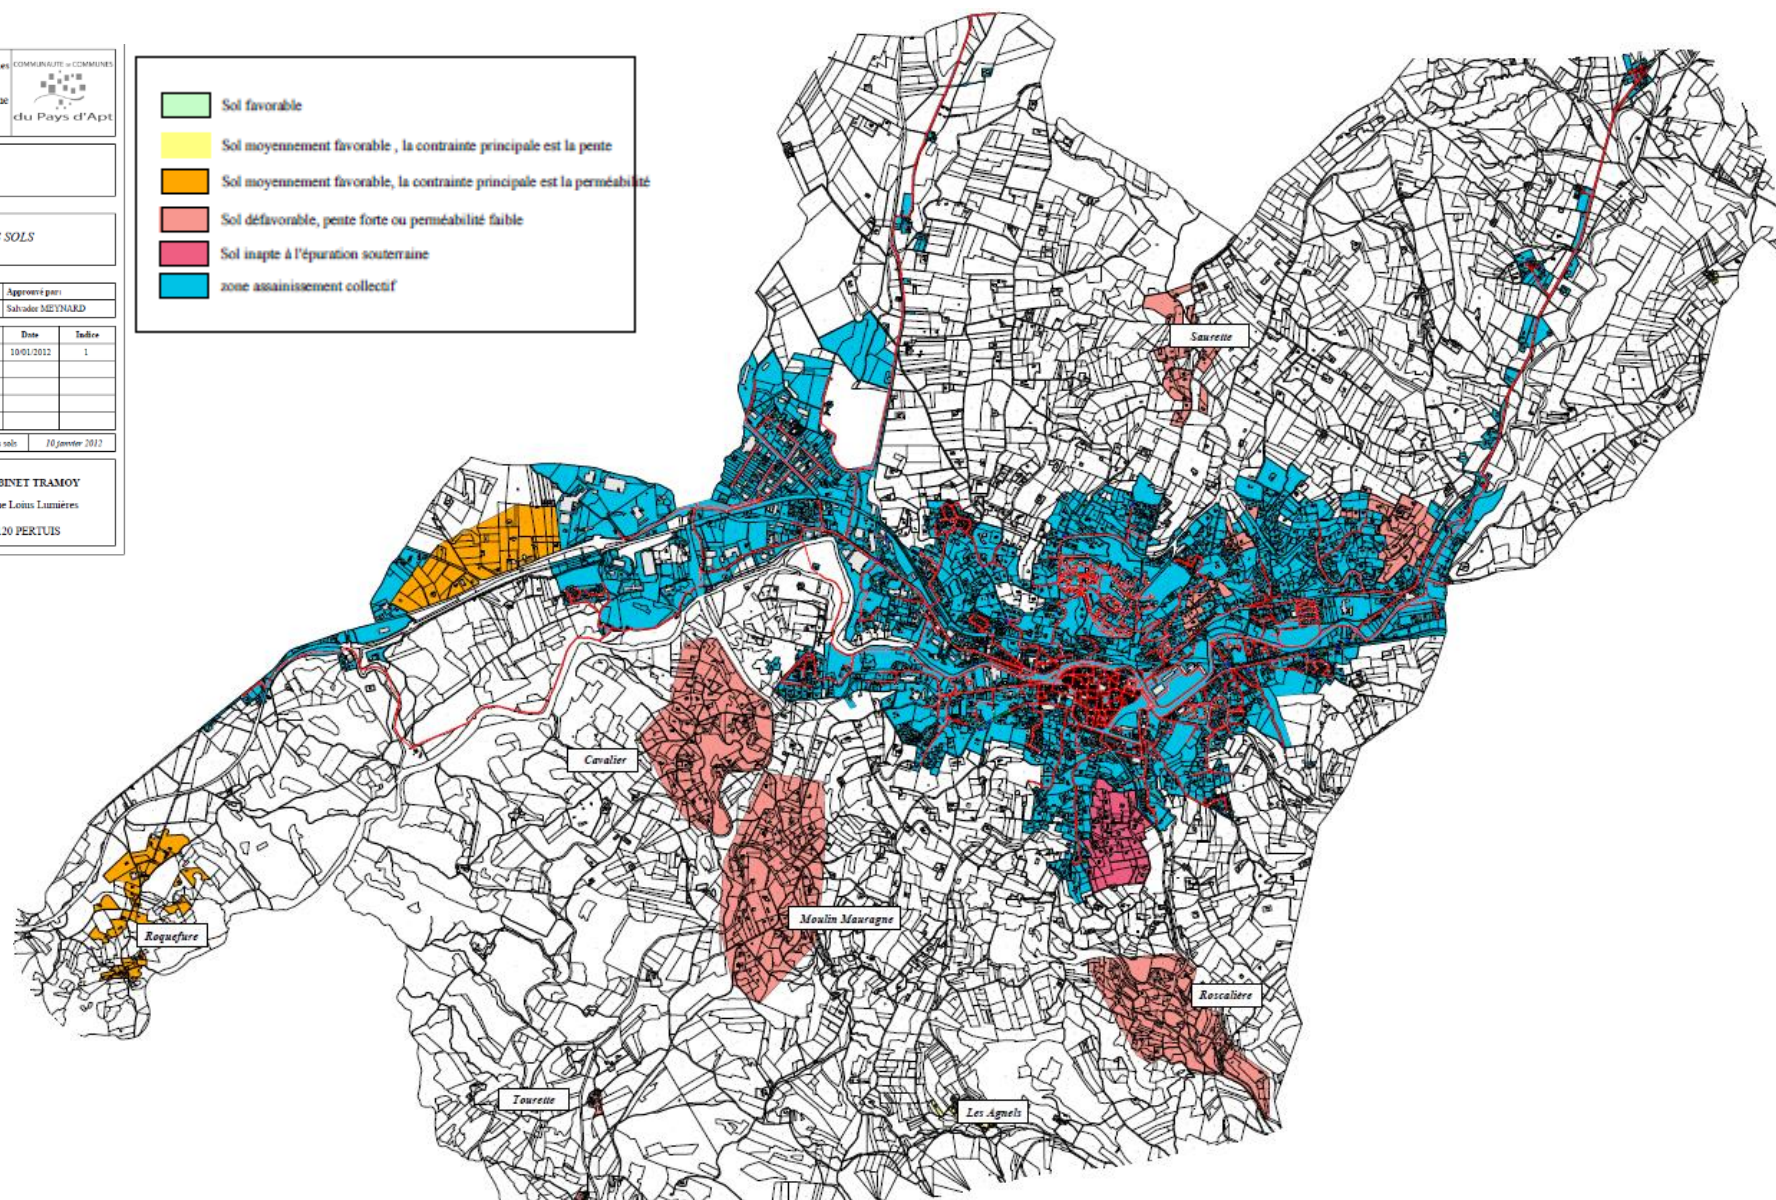 COMMUNAUTE DE COMMUNES
du Pays d'Apt
SOLS
Approuvé par:
Salvador MEYNARD
Date Indice
10/01/2012 1
sols 10 janvier 2012
BINET TRAMOY
Loius Lumières
20 PERTUIS
Sol favorable
Sol moyennement favorable , la contrainte principale est la pente
Sol moyennement favorable, la contrainte principale est la perméabilité
Sol défavorable, pente forte ou perméabilité faible
Sol inapte à l'épuration souterraine
zone assainissement collectif
Saurette
Cavalier
Moulin Mauragne
Roquefure
Roscalière
Tourette
Les Agnels